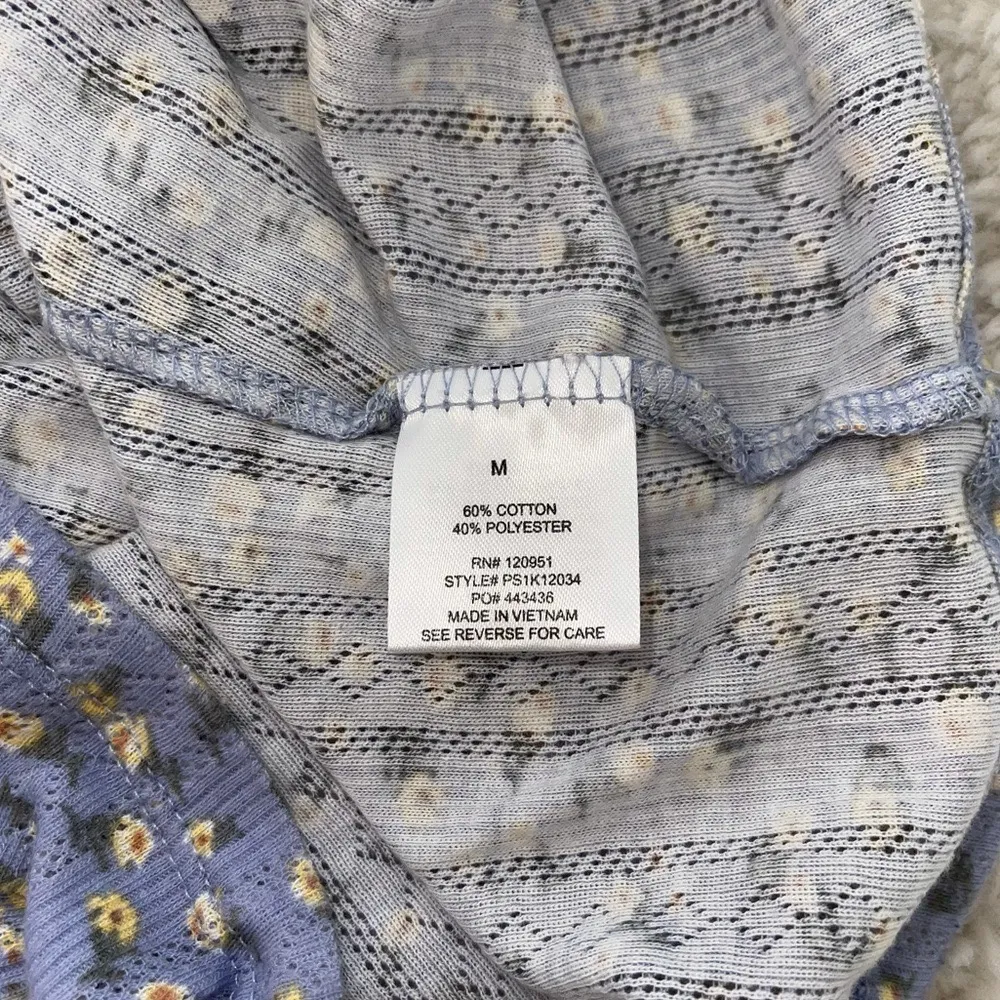 M
60% COTTON
40% POLYESTER
RN# 120951
STYLE# PS1K12034
PO# 443436
MADE IN VIETNAM
SEE REVERSE FOR CARE